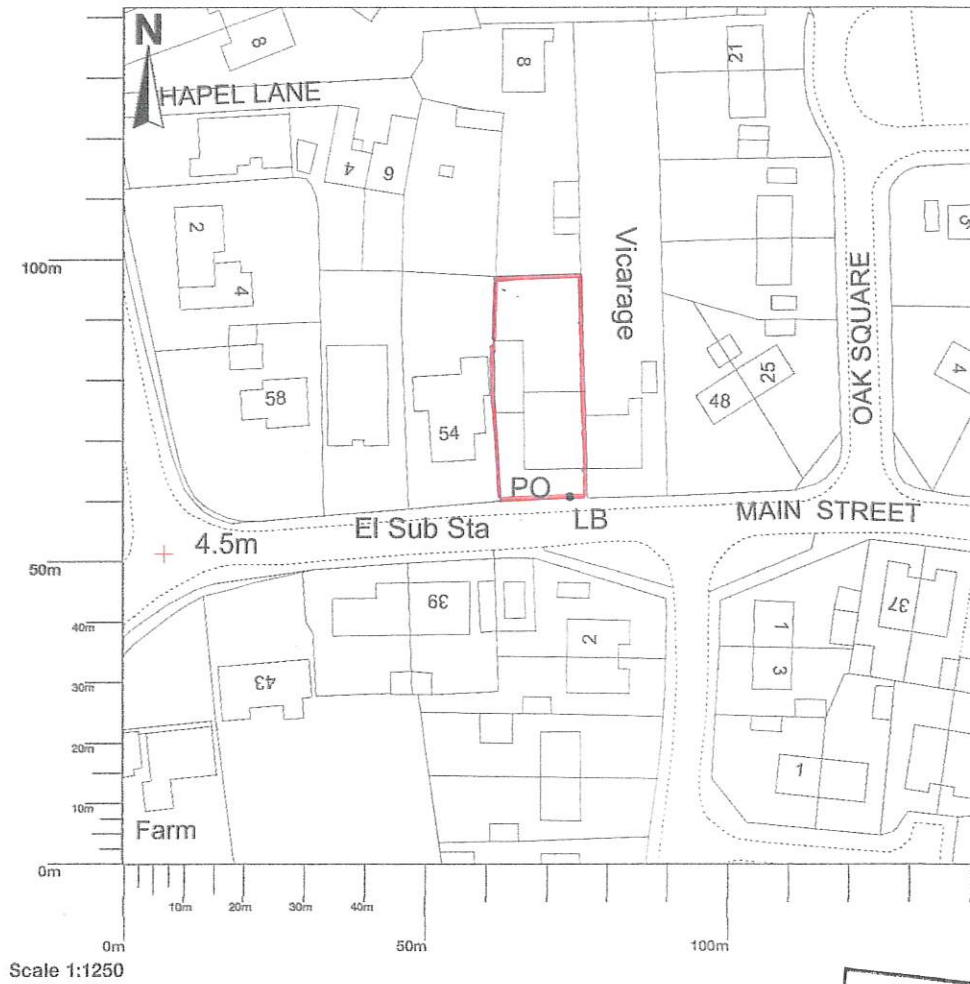 N
8
8
21
HAPEL LANE
4
6
2
4
Vicarage
OAK SQUARE
100m
58
54
48
25
4
PO
LB
El Sub Sta
MAIN STREET
4.5m
50m
39
2
1
37
40m
3
30m
43
20m
1
10m
Farm
0m
10m
20m
30m
40m
0m
50m
100m
Scale 1:1250